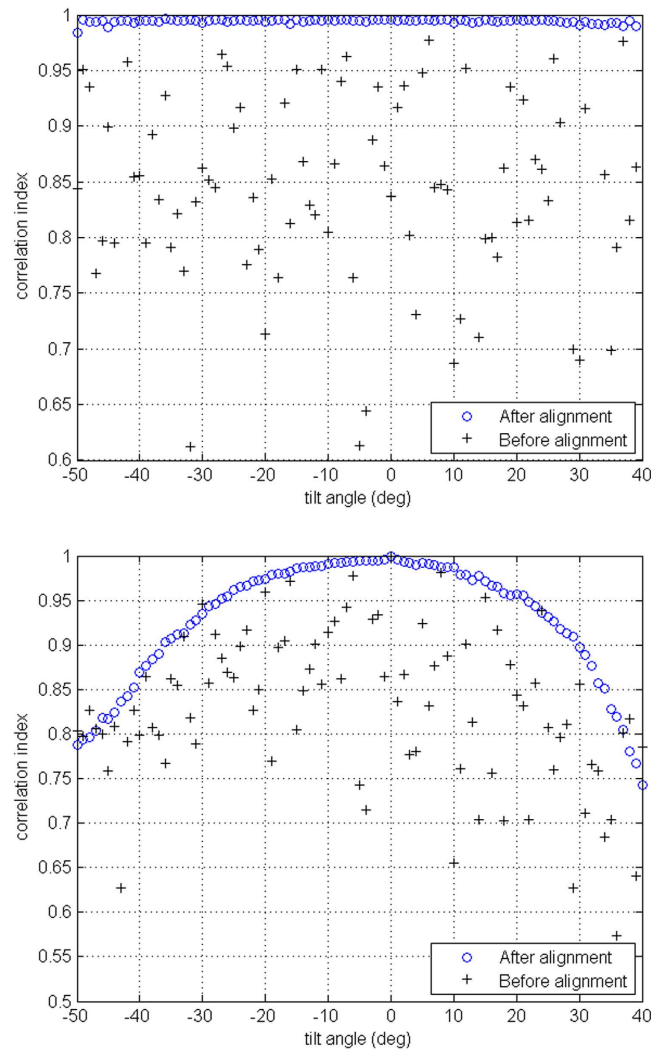 1
0.95
0.9
0.85
0.8
0.75
0.7
0.65
0.6
correlation index
-50 -40 -30 -20 -10 0 10 20 30 40
tilt angle (deg)
After alignment
Before alignment
1
0.95
0.9
0.85
0.8
0.75
0.7
0.65
0.6
0.55
0.5
correlation index
-50 -40 -30 -20 -10 0 10 20 30 40
tilt angle (deg)
After alignment
Before alignment